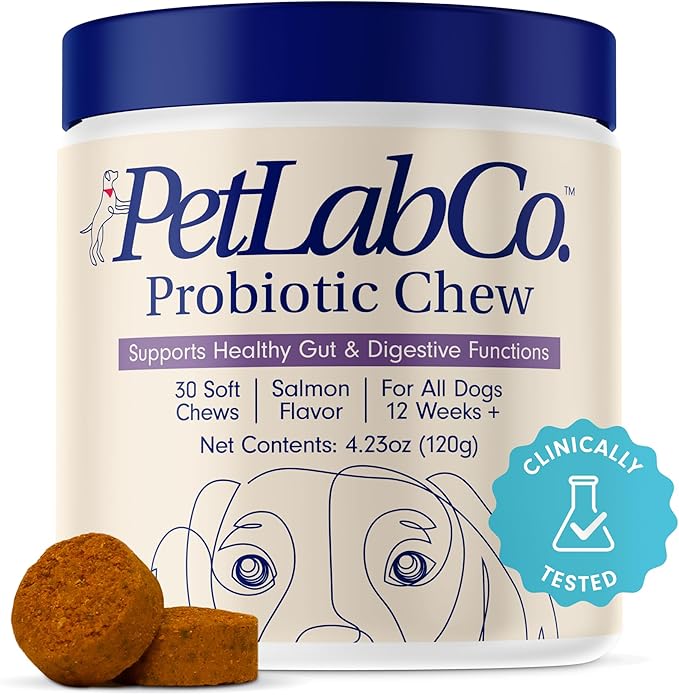 PetLabCo.™
Probiotic Chew
Supports Healthy Gut & Digestive Functions
30 Soft Chews | Salmon Flavor | For All Dogs 12 Weeks +
Net Contents: 4.23oz (120g)
CLINICALLY
TESTED